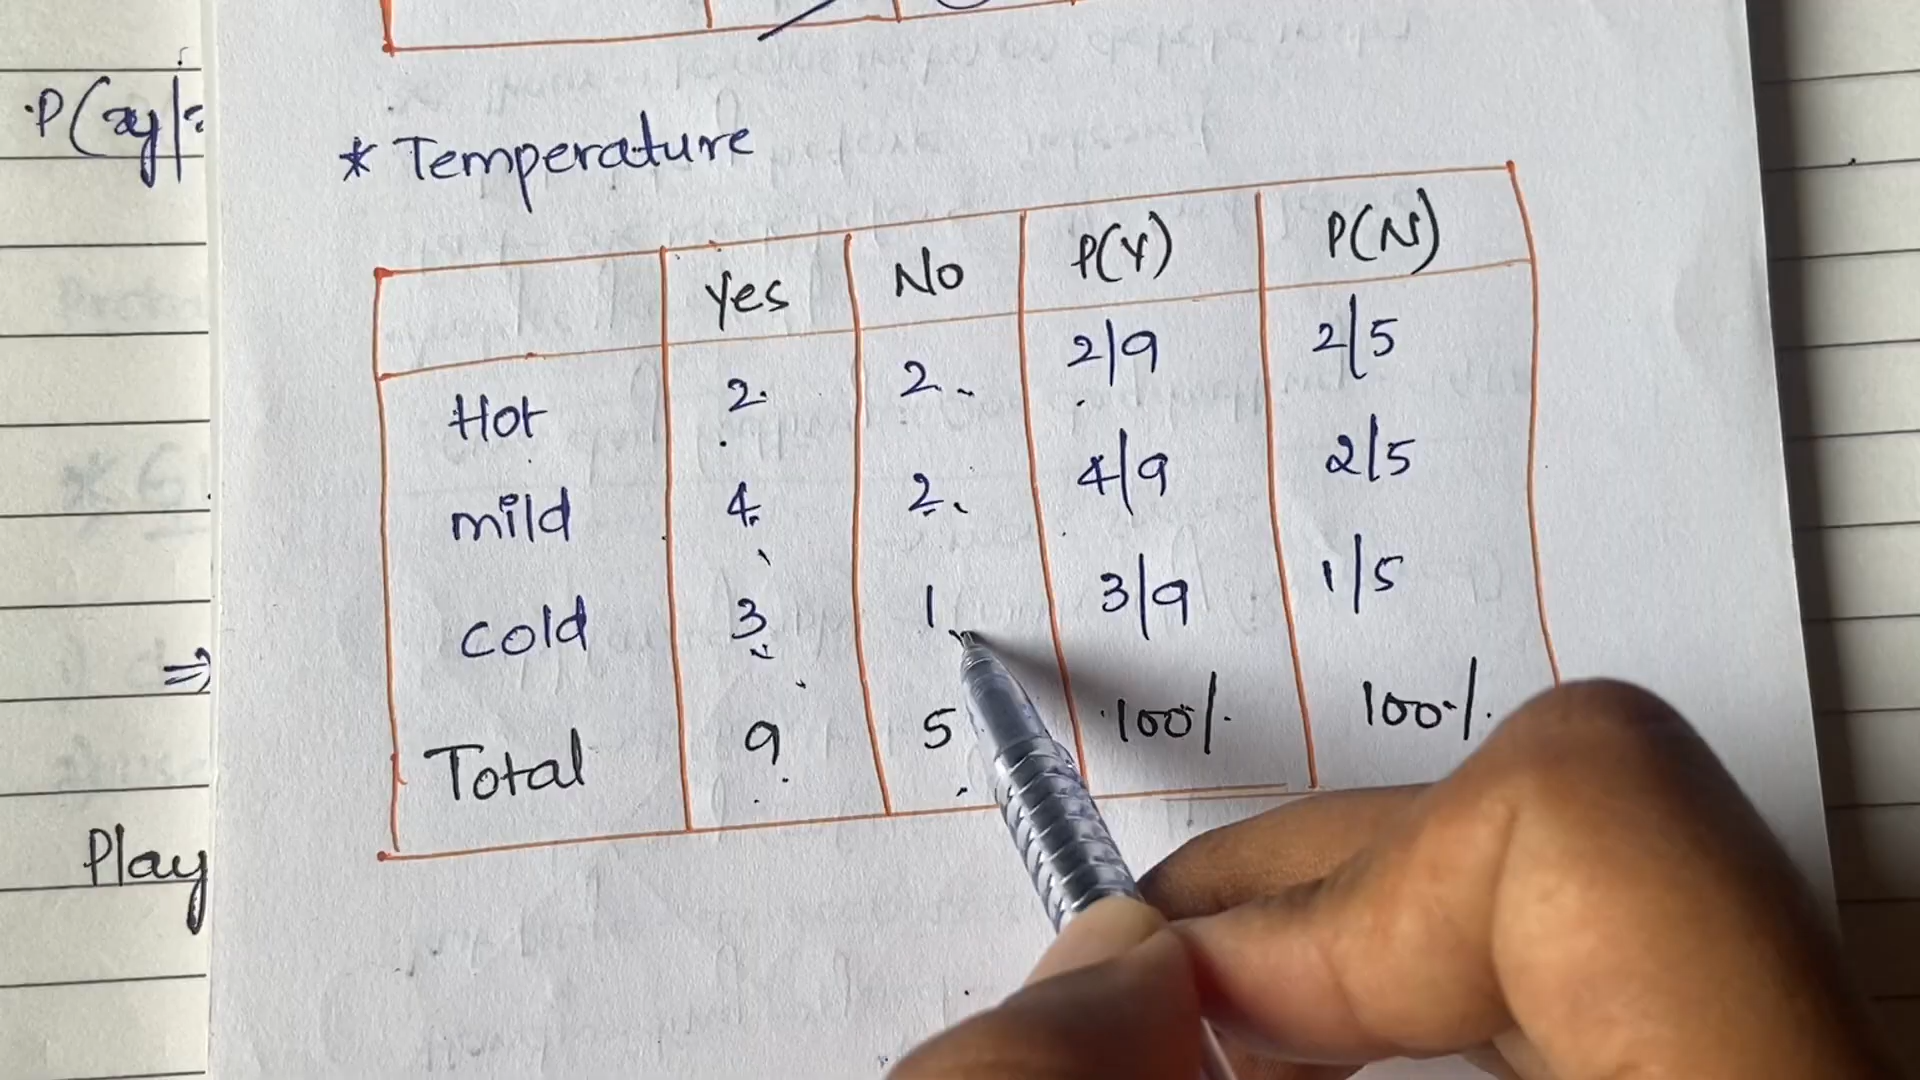 P(xy|
* Temperature
Yes No P(Y) P(N)
Hot 2 2 2/9 2/5
mild 4 2 4/9 2/5
cold 3 1 3/9 1/5
Total 9 5 100% 100%
⇒
Play